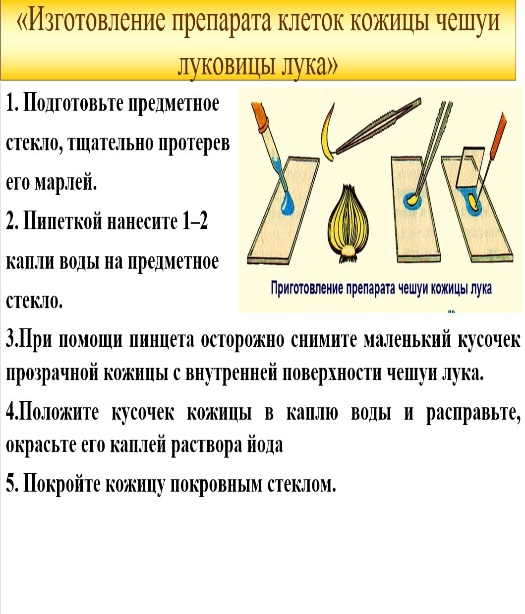 «Изготовление препарата клеток кожицы чешуи
луковицы лука»
1. Подготовьте предметное
стекло, тщательно протерев
его марлей.
2. Пипеткой нанесите 1–2
капли воды на предметное
стекло.
Приготовление препарата чешуи кожицы лука
3.При помощи пинцета осторожно снимите маленький кусочек
прозрачной кожицы с внутренней поверхности чешуи лука.
4.Положите кусочек кожицы в каплю воды и расправьте,
окрасьте его каплей раствора йода
5. Покройте кожицу покровным стеклом.